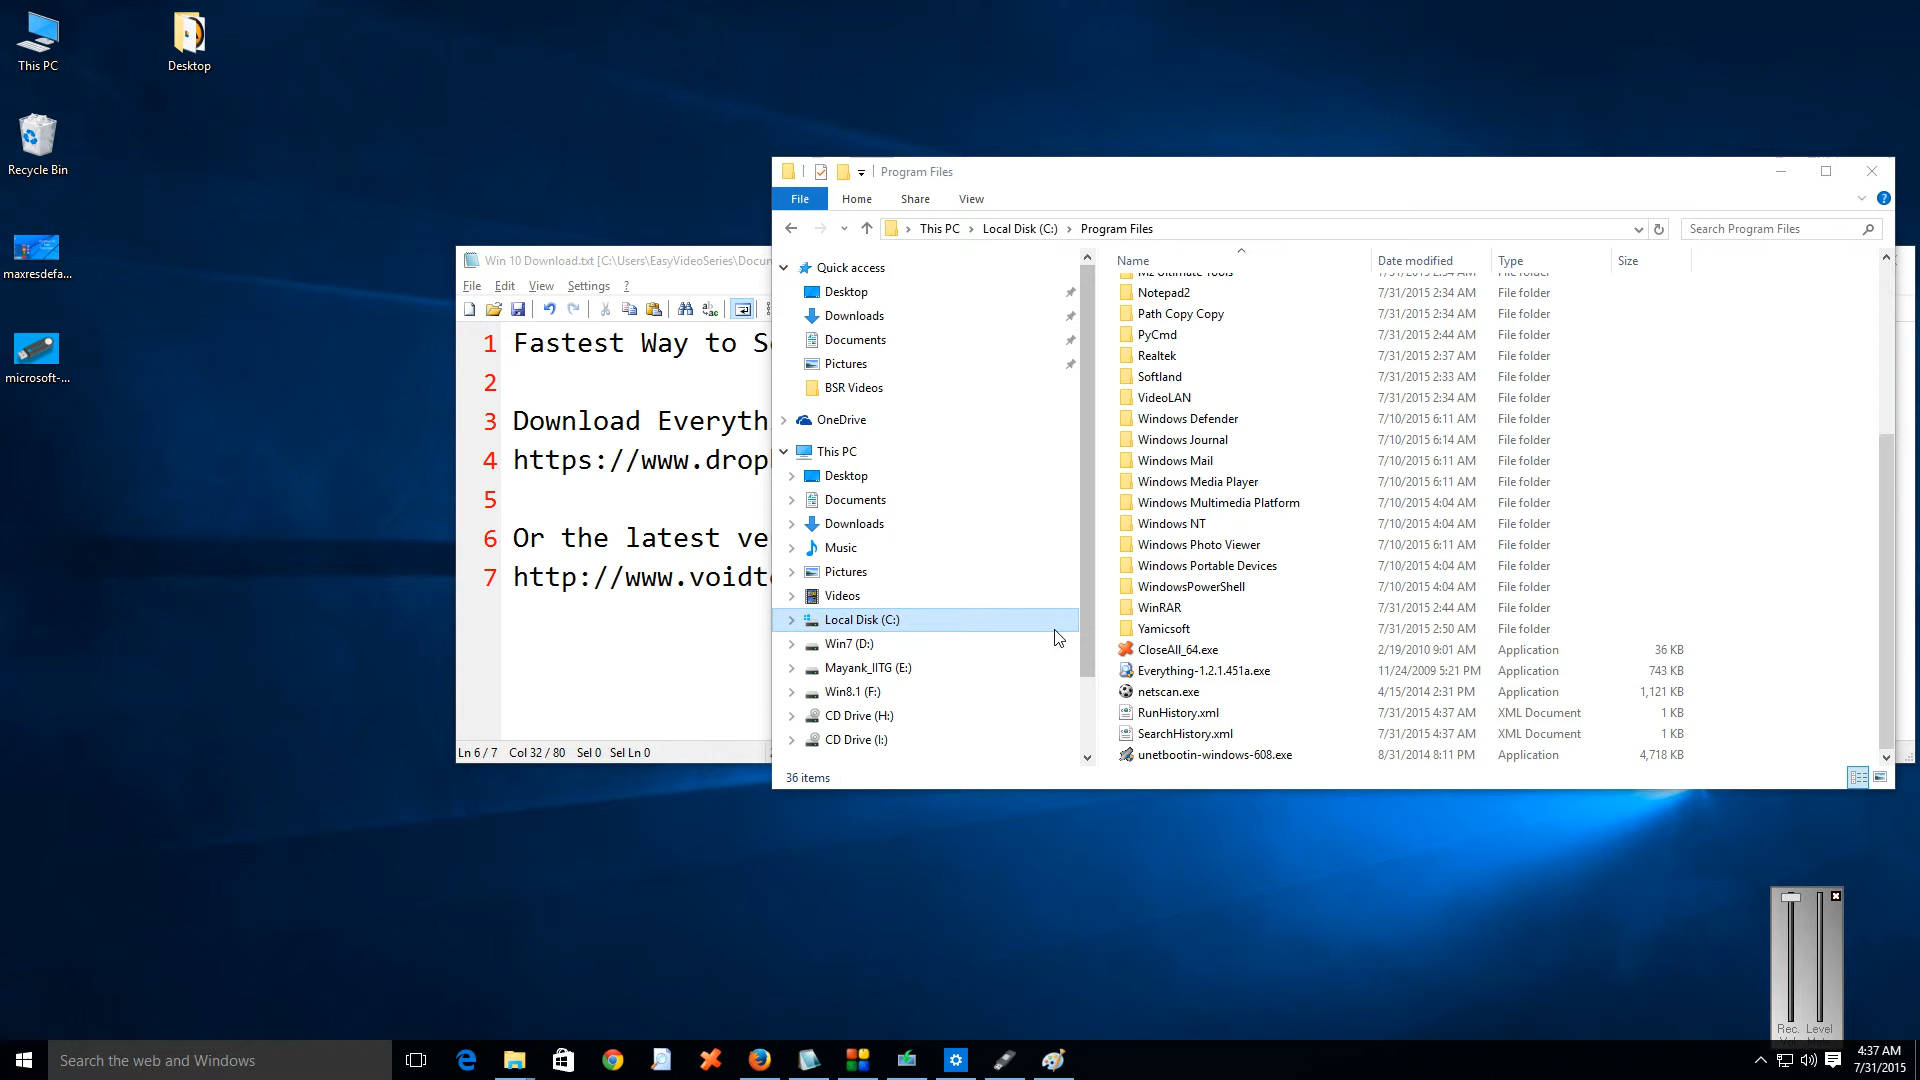 This PC
Desktop
Recycle Bin
maxresdefa...
microsoft-...
Win 10 Download.txt [C:\Users\EasyVideoSeries\Docum
File Edit View Settings ?
1 Fastest Way to S
2
3 Download Everyth
4 https://www.drop
5
6 Or the latest ve
7 http://www.voidt
Ln 6 / 7 Col 32 / 80 Sel 0 Sel Ln 0
Program Files
File Home Share View
This PC Local Disk (C:) Program Files
Search Program Files
Quick access
Desktop
Downloads
Documents
Pictures
BSR Videos
OneDrive
This PC
Desktop
Documents
Downloads
Music
Pictures
Videos
Local Disk (C:)
Win7 (D:)
Mayank_IITG (E:)
Win8.1 (F:)
CD Drive (H:)
CD Drive (I:)
36 items
Name Date modified Type Size
M2 Ultimate Tools 7/31/2015 2:34 AM File folder
Notepad2 7/31/2015 2:34 AM File folder
Path Copy Copy 7/31/2015 2:34 AM File folder
PyCmd 7/31/2015 2:44 AM File folder
Realtek 7/31/2015 2:37 AM File folder
Softland 7/31/2015 2:33 AM File folder
VideoLAN 7/31/2015 2:34 AM File folder
Windows Defender 7/10/2015 6:11 AM File folder
Windows Journal 7/10/2015 6:14 AM File folder
Windows Mail 7/10/2015 6:11 AM File folder
Windows Media Player 7/10/2015 6:11 AM File folder
Windows Multimedia Platform 7/10/2015 4:04 AM File folder
Windows NT 7/10/2015 4:04 AM File folder
Windows Photo Viewer 7/10/2015 6:11 AM File folder
Windows Portable Devices 7/10/2015 4:04 AM File folder
WindowsPowerShell 7/10/2015 4:04 AM File folder
WinRAR 7/31/2015 2:44 AM File folder
Yamicsoft 7/31/2015 2:50 AM File folder
CloseAll_64.exe 2/19/2010 9:01 AM Application 36 KB
Everything-1.2.1.451a.exe 11/24/2009 5:21 PM Application 743 KB
netscan.exe 4/15/2014 2:31 PM Application 1,121 KB
RunHistory.xml 7/31/2015 4:37 AM XML Document 1 KB
SearchHistory.xml 7/31/2015 4:37 AM XML Document 1 KB
unetbootin-windows-608.exe 8/31/2014 8:11 PM Application 4,718 KB
Rec. Level
Search the web and Windows
4:37 AM
7/31/2015